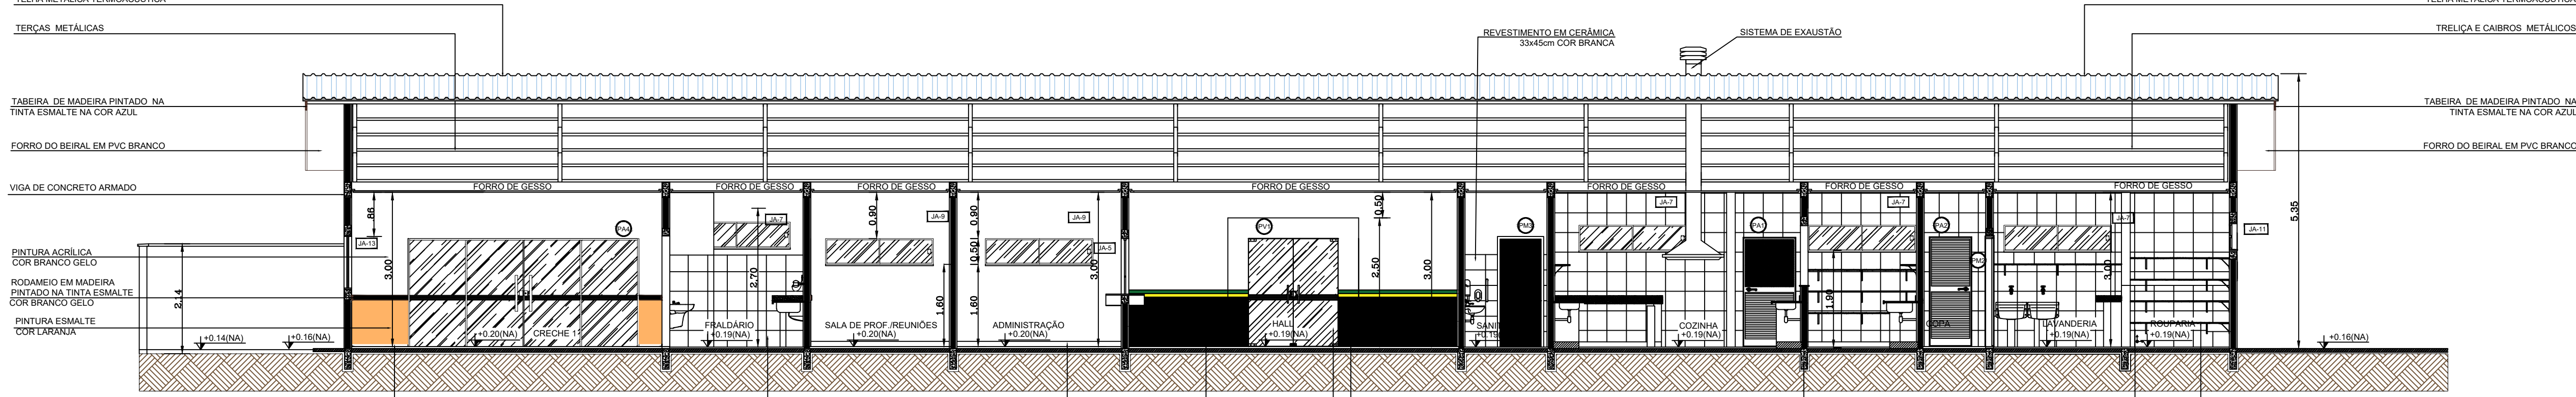 TERÇAS METÁLICAS
TABEIRA DE MADEIRA PINTADO NA
TINTA ESMALTE NA COR AZUL
FORRO DO BEIRAL EM PVC BRANCO
VIGA DE CONCRETO ARMADO
PINTURA ACRÍLICA
COR BRANCO GELO
RODAMEIO EM MADEIRA
PINTADO NA TINTA ESMALTE
COR BRANCO GELO
PINTURA ESMALTE
COR LARANJA
REVESTIMENTO EM CERÂMICA
33x45cm COR BRANCA
SISTEMA DE EXAUSTÃO
TRELIÇA E CAIBROS METÁLICOS
TABEIRA DE MADEIRA PINTADO NA
TINTA ESMALTE NA COR AZUL
FORRO DO BEIRAL EM PVC BRANCO
5.35
FORRO DE GESSO
FORRO DE GESSO
FORRO DE GESSO
FORRO DE GESSO
FORRO DE GESSO
FORRO DE GESSO
FORRO DE GESSO
2.14
+0.14(NA)
+0.16(NA)
.86
JA-13
3.00
PA4
+0.20(NA)
CRECHE 1
JA-7
2.70
FRALDÁRIO
+0.19(NA)
0.90
JA-9
1.60
SALA DE PROF./REUNIÕES
+0.20(NA)
0.90
0.50
1.60
JA-9
3.00
JA-5
ADMINISTRAÇÃO
+0.20(NA)
PV1
0.50
2.50
3.00
HALL
+0.19(NA)
PM3
JA-7
COZINHA
+0.19(NA)
PA1
JA-7
1.90
PA2
COPA
PM2
LAVANDERIA
+0.19(NA)
3.00
JA-7
ROUPARIA
+0.19(NA)
JA-11
+0.16(NA)